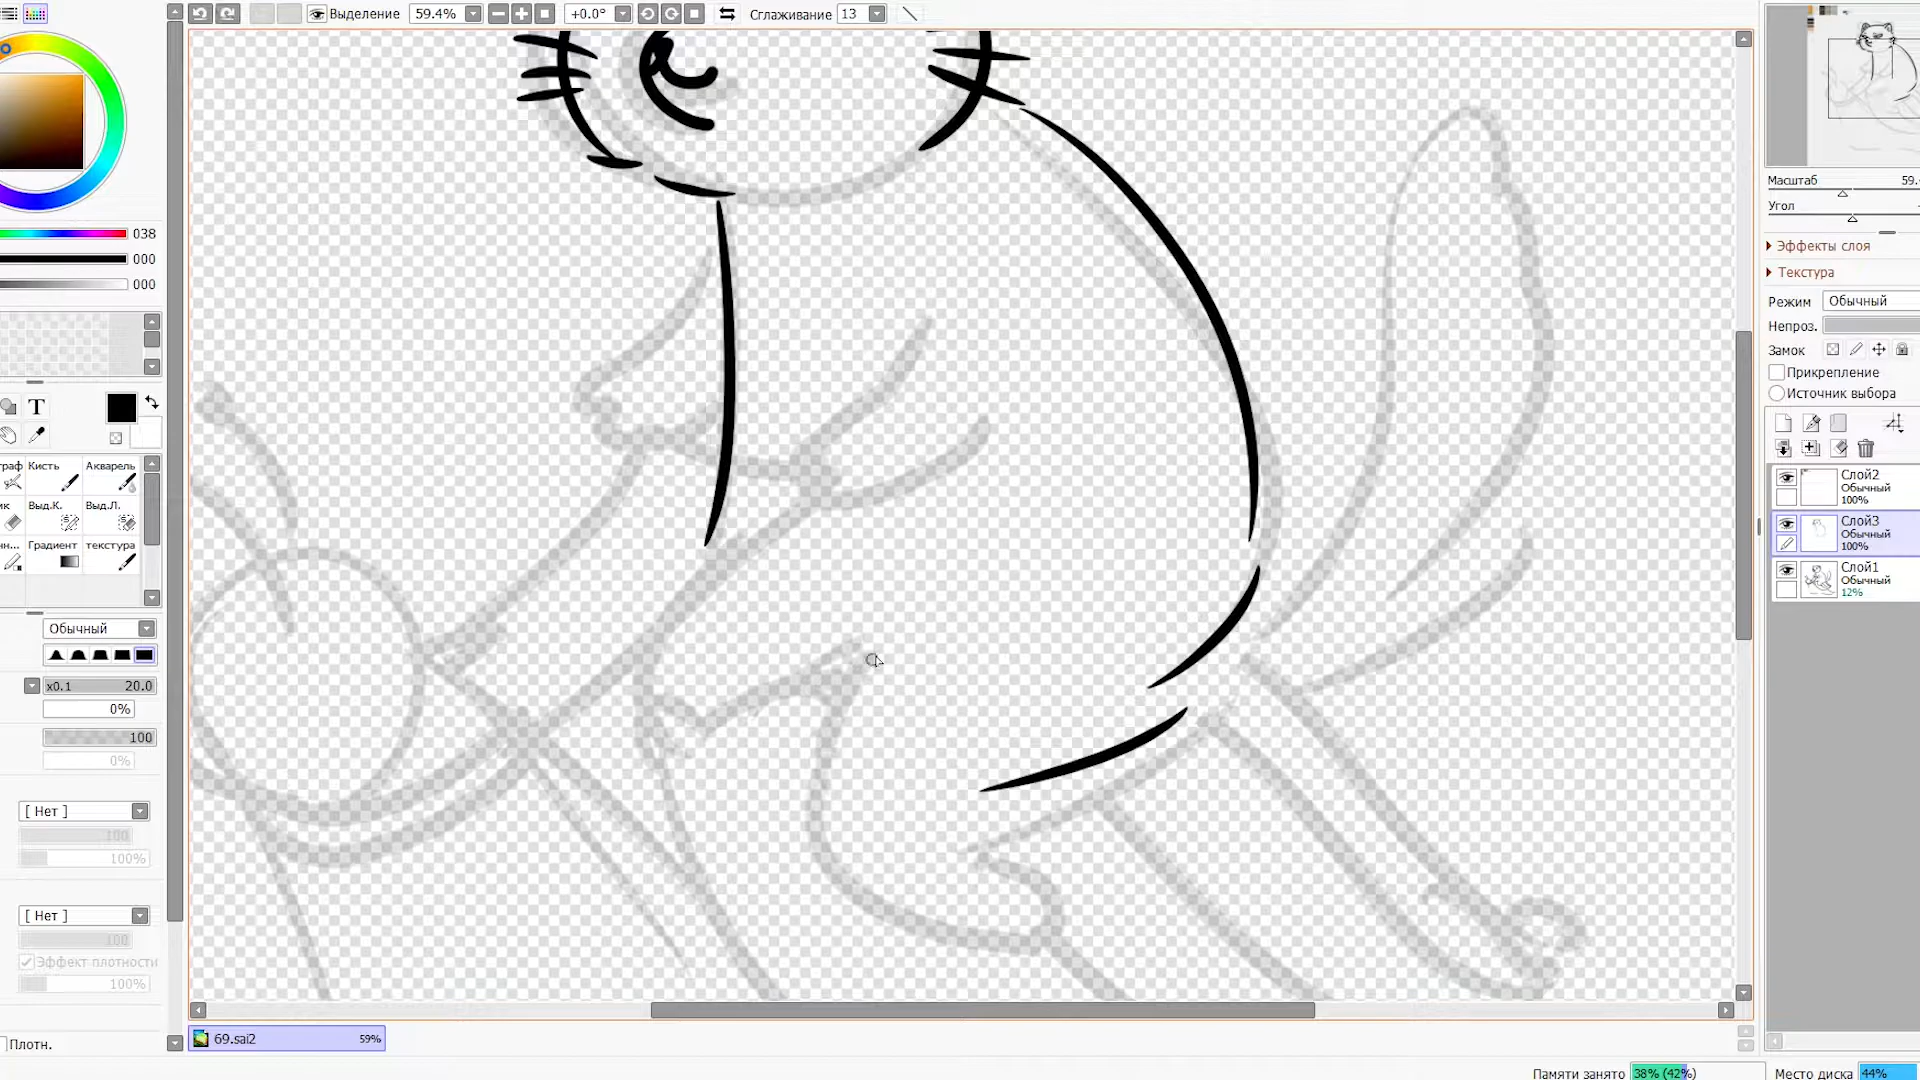 Выделение 59.4% +0.0° Сглаживание 13
038
000
000
T
Кисть Акварель
Выд.К. Выд.Л.
Градиент текстура
Обычный
x0.1 20.0
0%
100
0%
[ Нет ]
100
100%
[ Нет ]
100
Эффект плотности
100%
Плотн.
69.sai2 59%
Масштаб 59.
Угол
Эффекты слоя
Текстура
Режим Обычный
Непроз.
Замок
Прикрепление
Источник выбора
Слой2
Обычный
100%
Слой3
Обычный
100%
Слой1
Обычный
12%
Памяти занято 38% (42%) Место диска 44%